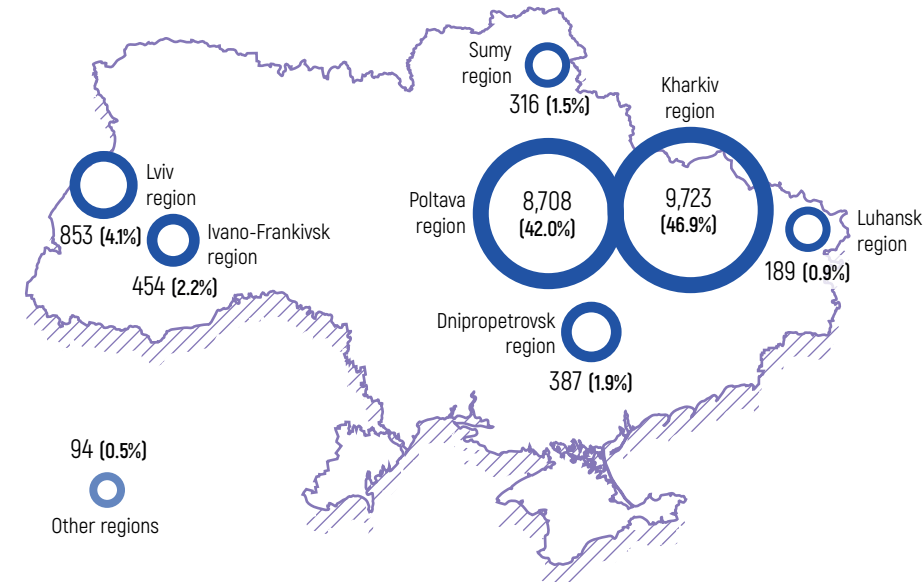 Sumy
region
316 (1.5%)
Kharkiv
region
9,723
(46.9%)
Poltava
region
8,708
(42.0%)
Lviv
region
853 (4.1%)
Ivano-Frankivsk
region
454 (2.2%)
Luhansk
region
189 (0.9%)
Dnipropetrovsk
region
387 (1.9%)
94 (0.5%)
Other regions